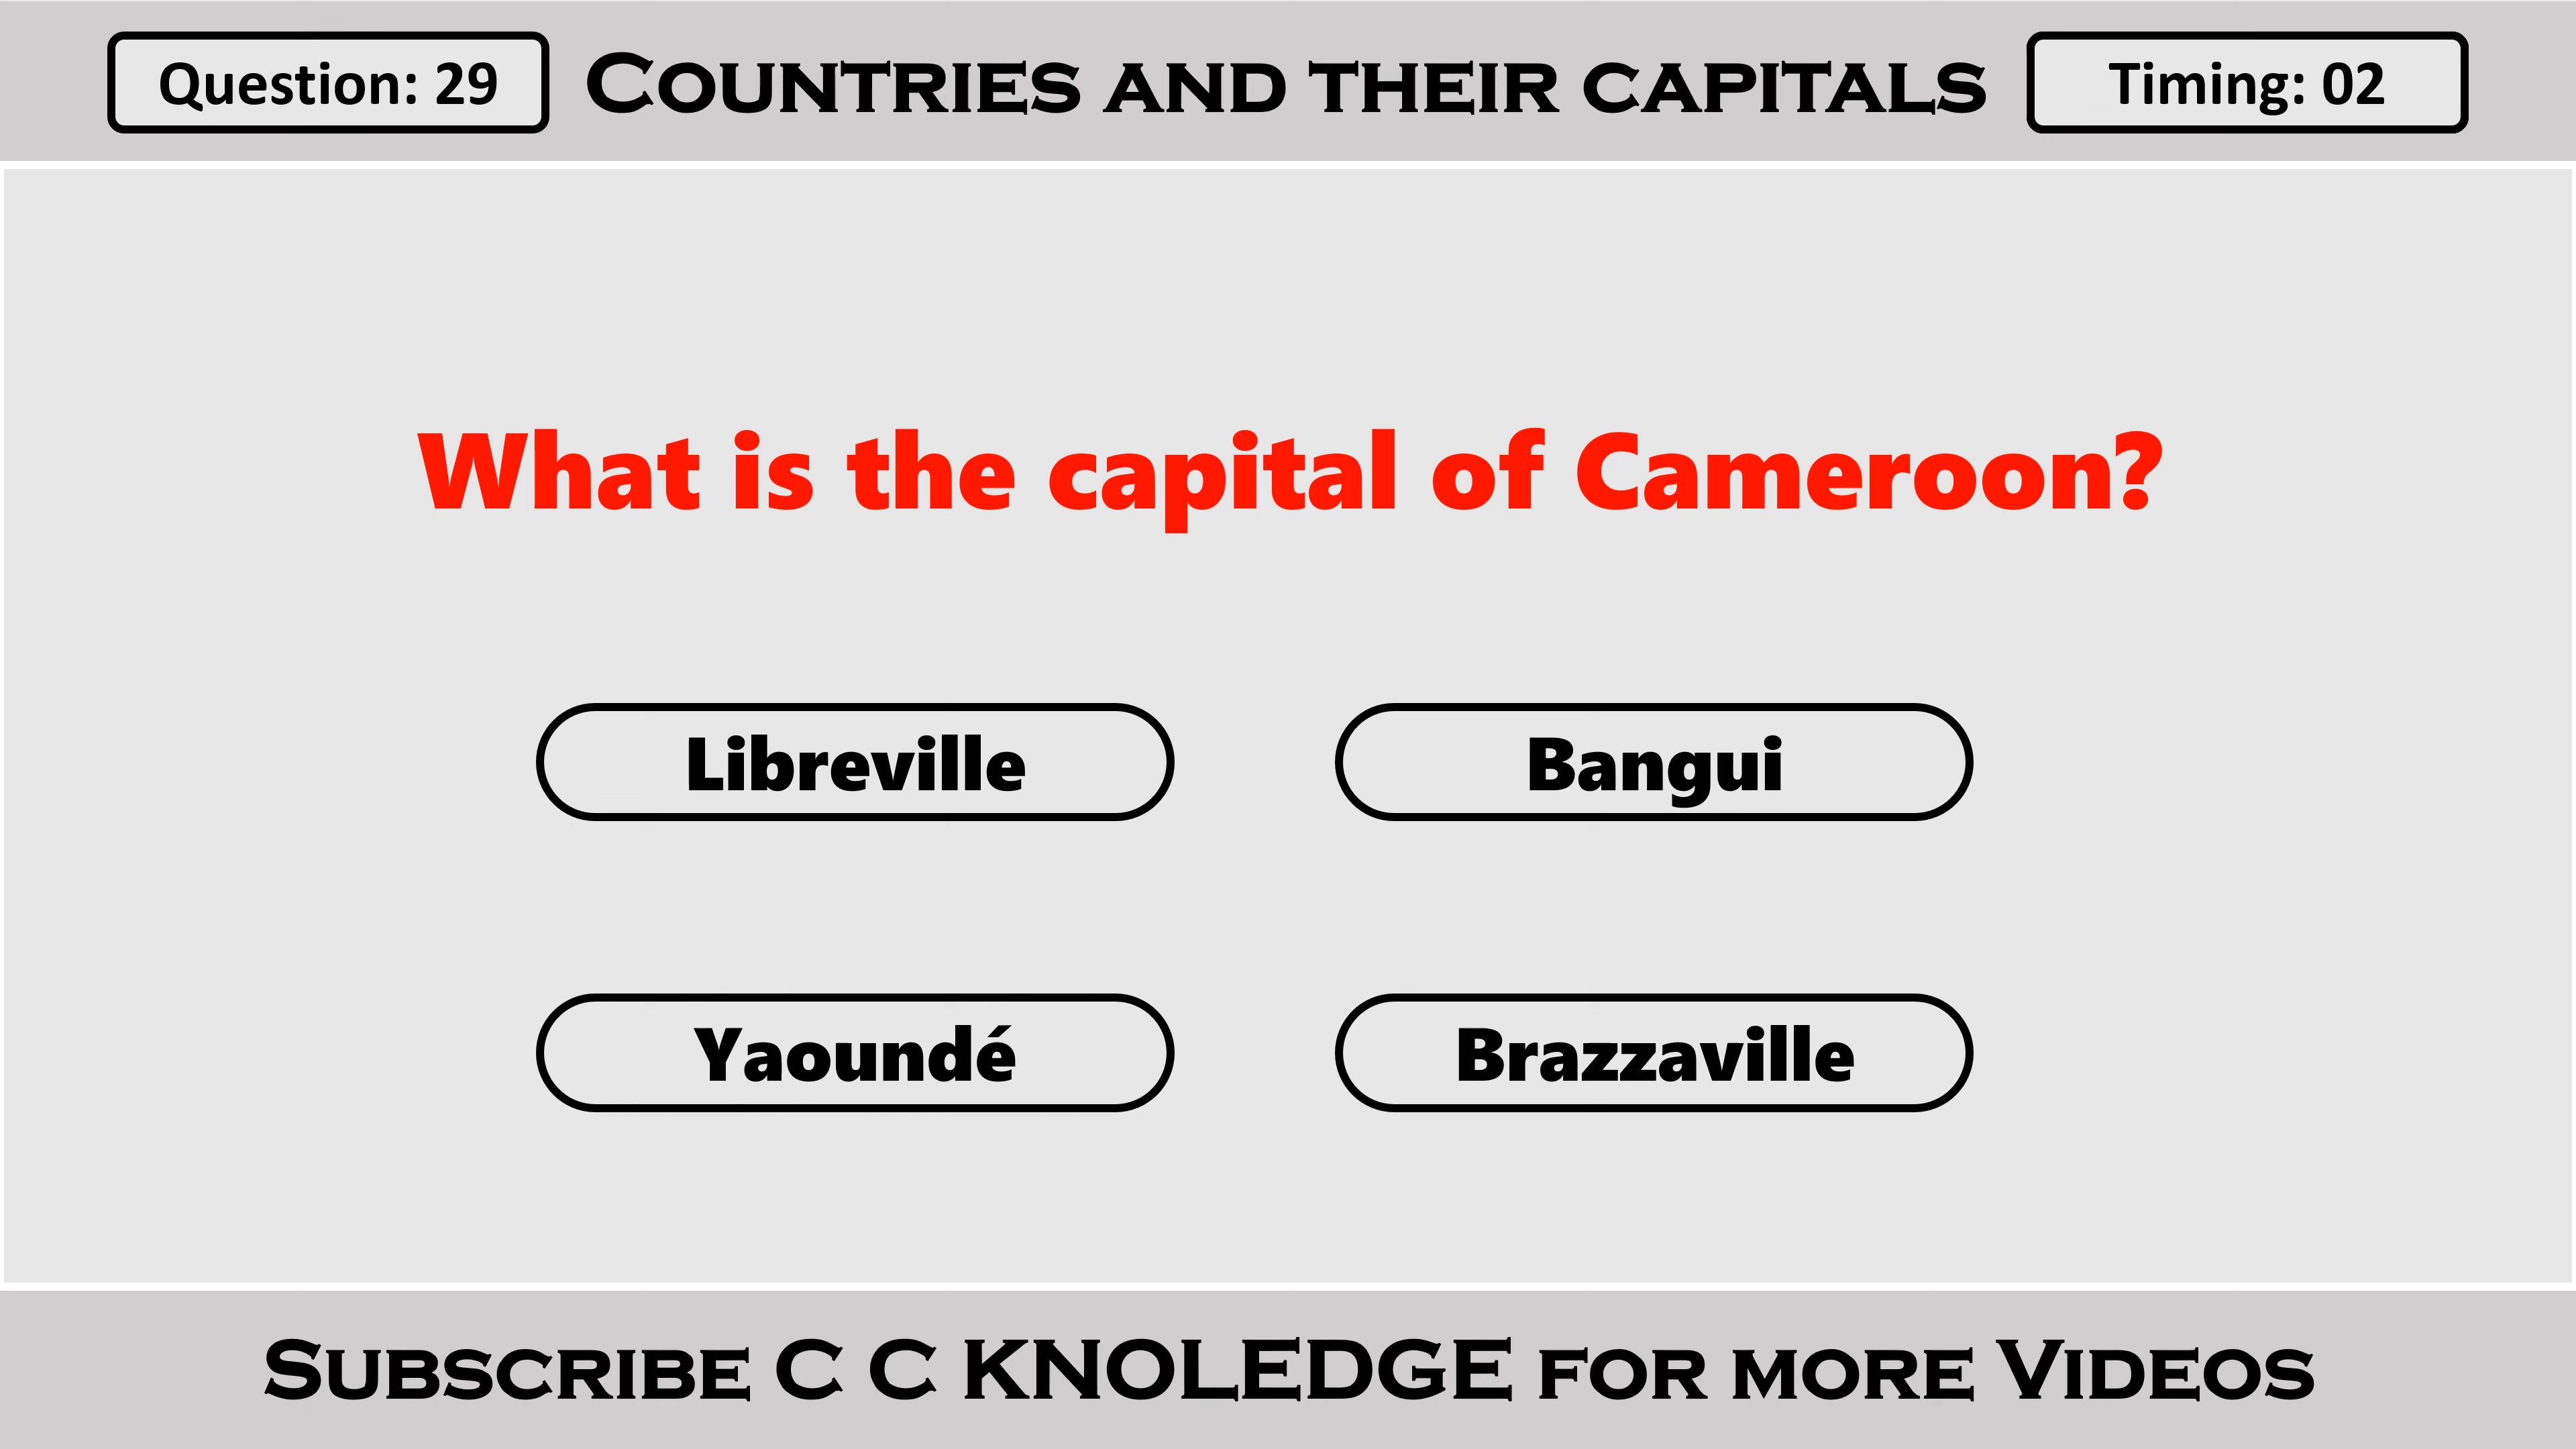 Question: 29
Countries and their capitals
Timing: 02
What is the capital of Cameroon?
Libreville
Bangui
Yaoundé
Brazzaville
Subscribe C C KNOLEDGE for more Videos